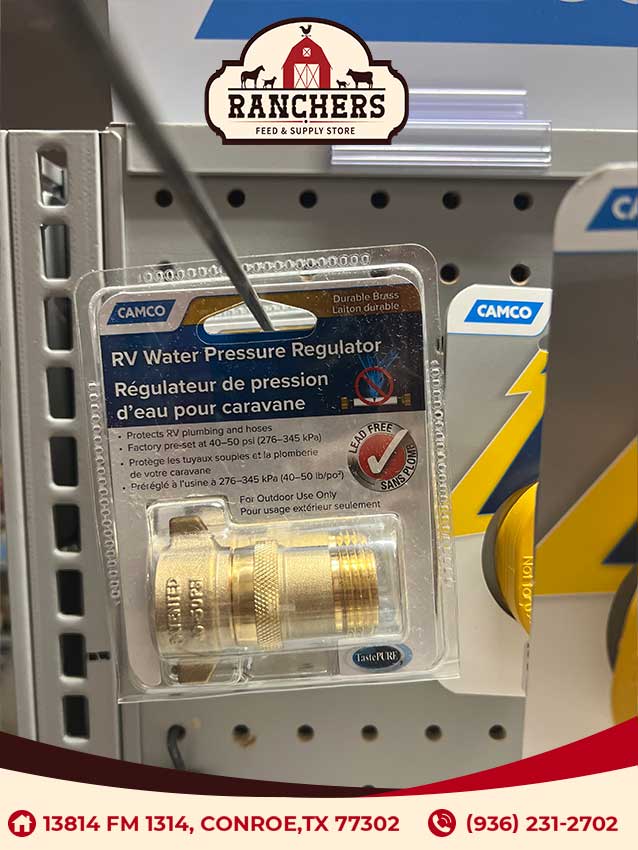 RANCHERS
FEED & SUPPLY STORE
CAMCO
Durable Brass
Laiton durable
RV Water Pressure Regulator
Régulateur de pression
d'eau pour caravane
• Protects RV plumbing and hoses
• Factory pre-set at 40–50 psi (276–345 kPa)
• Protège les tuyaux souples et la plomberie
de votre caravane
• Préréglé à l'usine à 276–345 kPa (40–50 lb/po²)
LEAD FREE
SANS PLOMB
For Outdoor Use Only
Pour usage extérieur seulement
TastePURE
CAMCO
Not for
13814 FM 1314, CONROE,TX 77302
(936) 231-2702